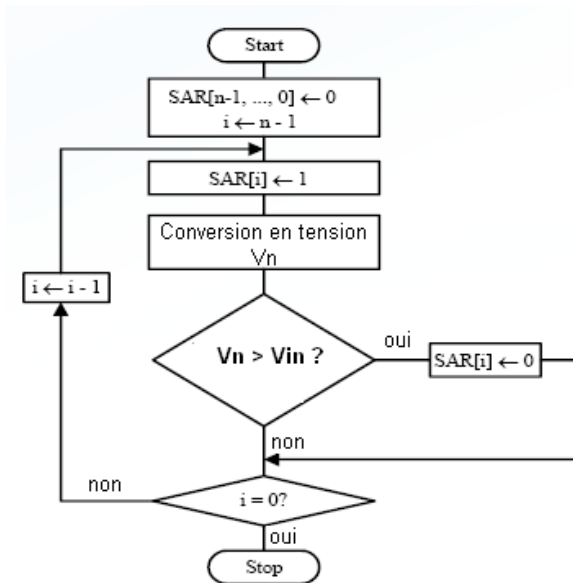 Start
SAR[n-1, ..., 0] ← 0
i ← n - 1
SAR[i] ← 1
Conversion en tension
Vn
i ← i - 1
Vn > Vin ?
oui
SAR[i] ← 0
non
non
i = 0?
oui
Stop